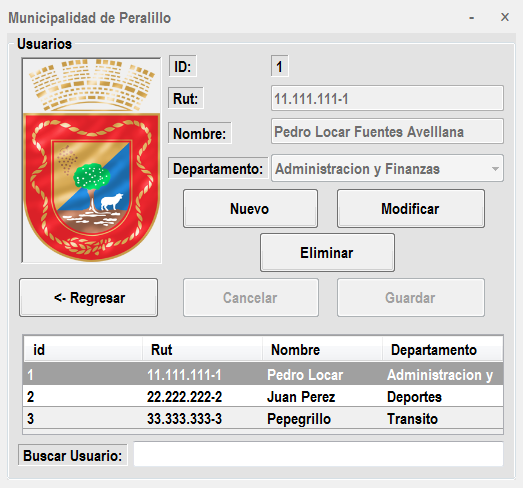 Municipalidad de Peralillo
Usuarios
ID: 1
Rut: 11.111.111-1
Nombre: Pedro Locar Fuentes Avelllana
Departamento: Administracion y Finanzas
Nuevo Modificar
Eliminar
<- Regresar Cancelar Guardar
id Rut Nombre Departamento
1 11.111.111-1 Pedro Locar Administracion y
2 22.222.222-2 Juan Perez Deportes
3 33.333.333-3 Pepegrillo Transito
Buscar Usuario: